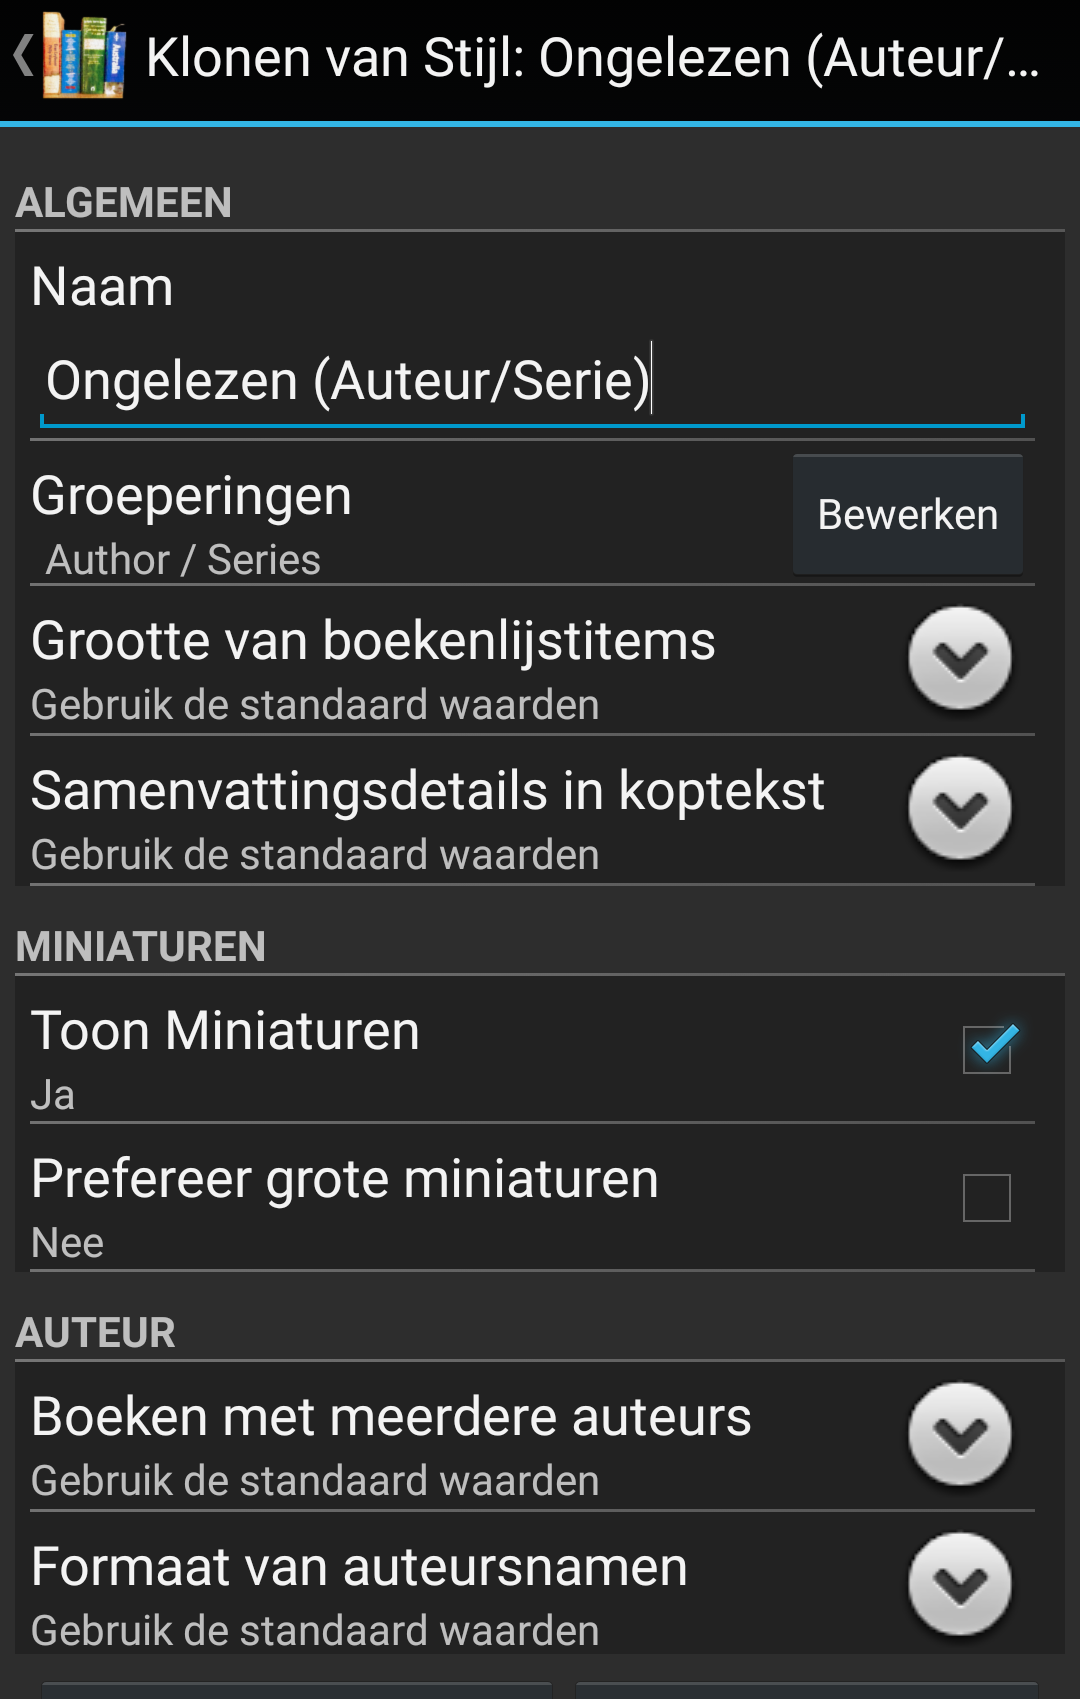 Klonen van Stijl: Ongelezen (Auteur/...
ALGEMEEN
Naam
Ongelezen (Auteur/Serie)
Groeperingen
Bewerken
Author / Series
Grootte van boekenlijstitems
Gebruik de standaard waarden
Samenvattingsdetails in koptekst
Gebruik de standaard waarden
MINIATUREN
Toon Miniaturen
Ja
Prefereer grote miniaturen
Nee
AUTEUR
Boeken met meerdere auteurs
Gebruik de standaard waarden
Formaat van auteursnamen
Gebruik de standaard waarden